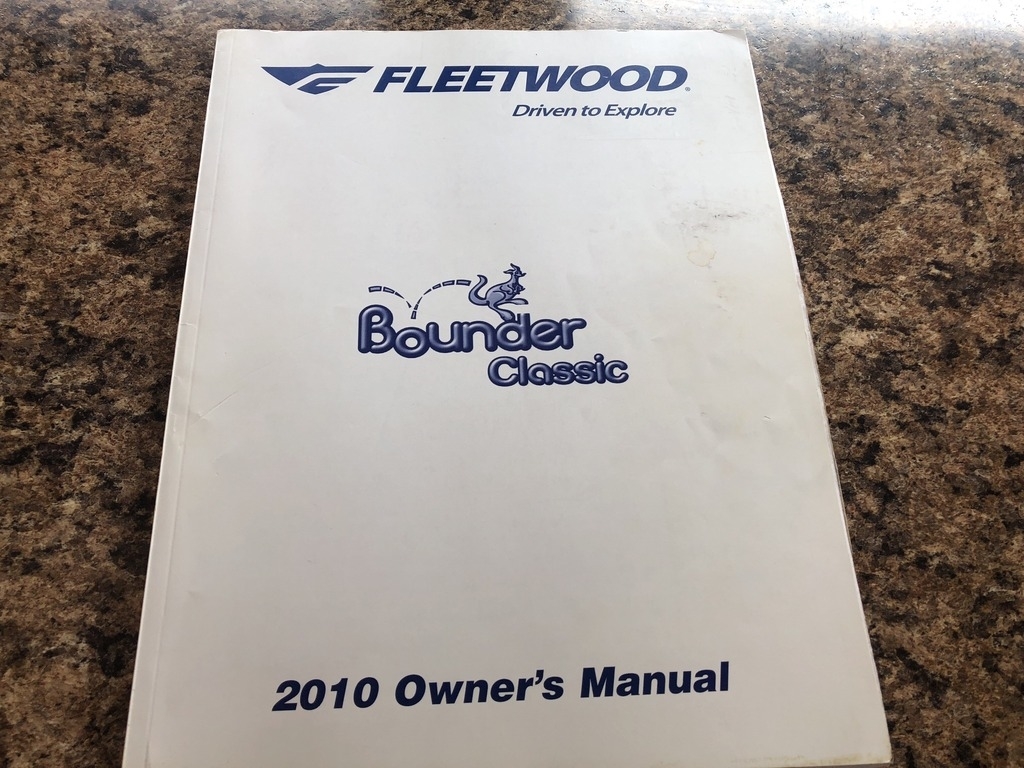 FLEETWOOD®
Driven to Explore
Bounder
Classic
2010 Owner's Manual